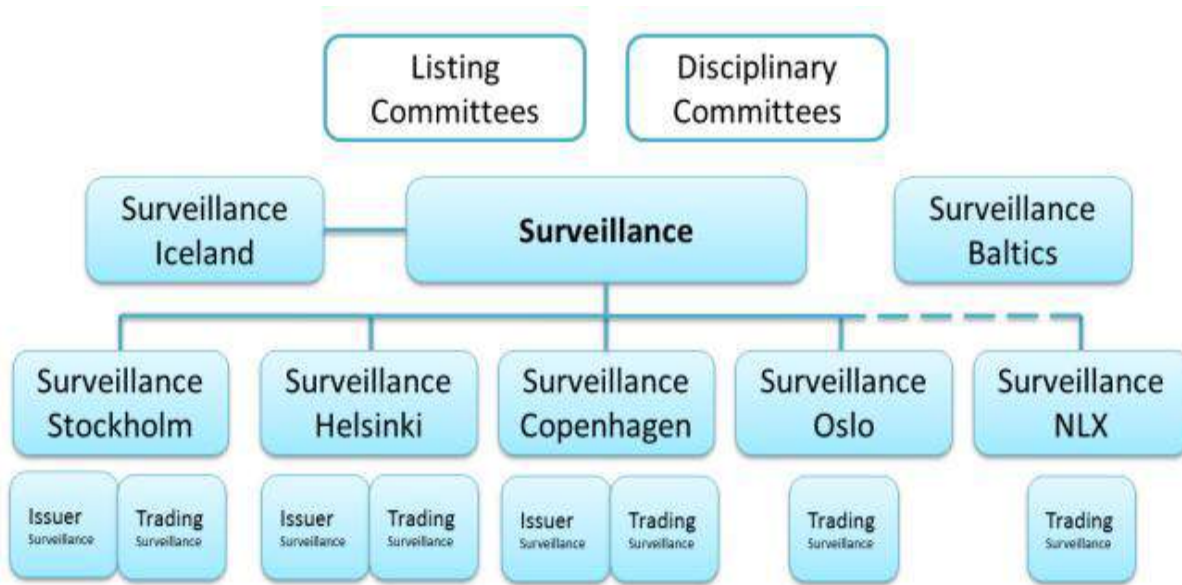 Listing
Committees
Disciplinary
Committees
Surveillance
Iceland
Surveillance
Surveillance
Baltics
Surveillance
Stockholm
Surveillance
Helsinki
Surveillance
Copenhagen
Surveillance
Oslo
Surveillance
NLX
Issuer
Surveillance
Trading
Surveillance
Issuer
Surveillance
Trading
Surveillance
Issuer
Surveillance
Trading
Surveillance
Trading
Surveillance
Trading
Surveillance